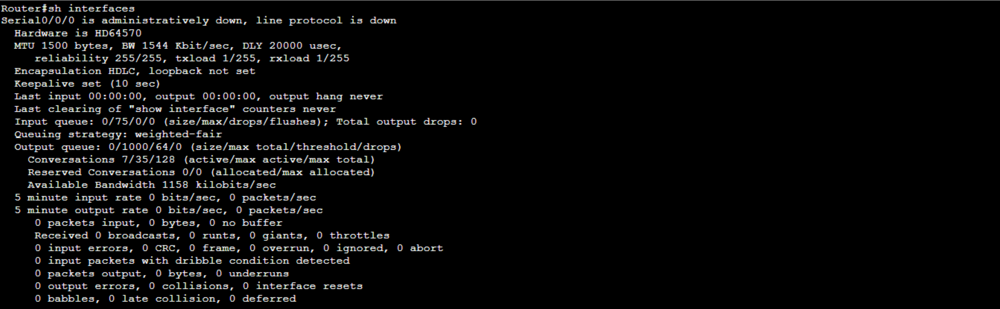 Router#sh interfaces
Serial0/0/0 is administratively down, line protocol is down
Hardware is HD64570
MTU 1500 bytes, BW 1544 Kbit/sec, DLY 20000 usec,
reliability 255/255, txload 1/255, rxload 1/255
Encapsulation HDLC, loopback not set
Keepalive set (10 sec)
Last input 00:00:00, output 00:00:00, output hang never
Last clearing of "show interface" counters never
Input queue: 0/75/0/0 (size/max/drops/flushes); Total output drops: 0
Queuing strategy: weighted-fair
Output queue: 0/1000/64/0 (size/max total/threshold/drops)
Conversations 7/35/128 (active/max active/max total)
Reserved Conversations 0/0 (allocated/max allocated)
Available Bandwidth 1158 kilobits/sec
5 minute input rate 0 bits/sec, 0 packets/sec
5 minute output rate 0 bits/sec, 0 packets/sec
0 packets input, 0 bytes, 0 no buffer
Received 0 broadcasts, 0 runts, 0 giants, 0 throttles
0 input errors, 0 CRC, 0 frame, 0 overrun, 0 ignored, 0 abort
0 input packets with dribble condition detected
0 packets output, 0 bytes, 0 underruns
0 output errors, 0 collisions, 0 interface resets
0 babbles, 0 late collision, 0 deferred